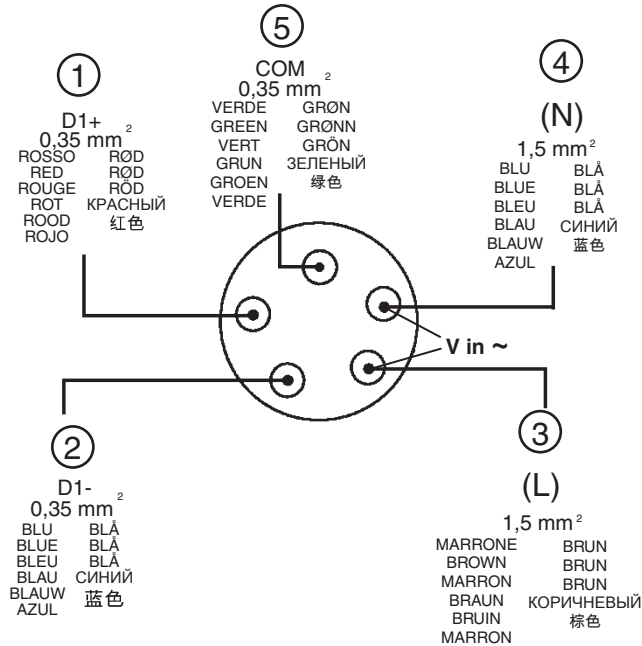 1
D1+
0,35 mm²
ROSSO RØD
RED RØD
ROUGE RÖD
ROT КРАСНЫЙ
ROOD 红色
ROJO
5
COM
0,35 mm²
VERDE GRØN
GREEN GRØNN
VERT GRÖN
GRUN ЗЕЛЕНЫЙ
GROEN 绿色
VERDE
4
(N)
1,5 mm²
BLU BLÅ
BLUE BLÅ
BLEU BLÅ
BLAU СИНИЙ
BLAUW 蓝色
AZUL
V in ~
2
D1-
0,35 mm²
BLU BLÅ
BLUE BLÅ
BLEU BLÅ
BLAU СИНИЙ
BLAUW 蓝色
AZUL
3
(L)
1,5 mm²
MARRONE BRUN
BROWN BRUN
MARRON BRUN
BRAUN КОРИЧНЕВЫЙ
BRUIN 棕色
MARRON